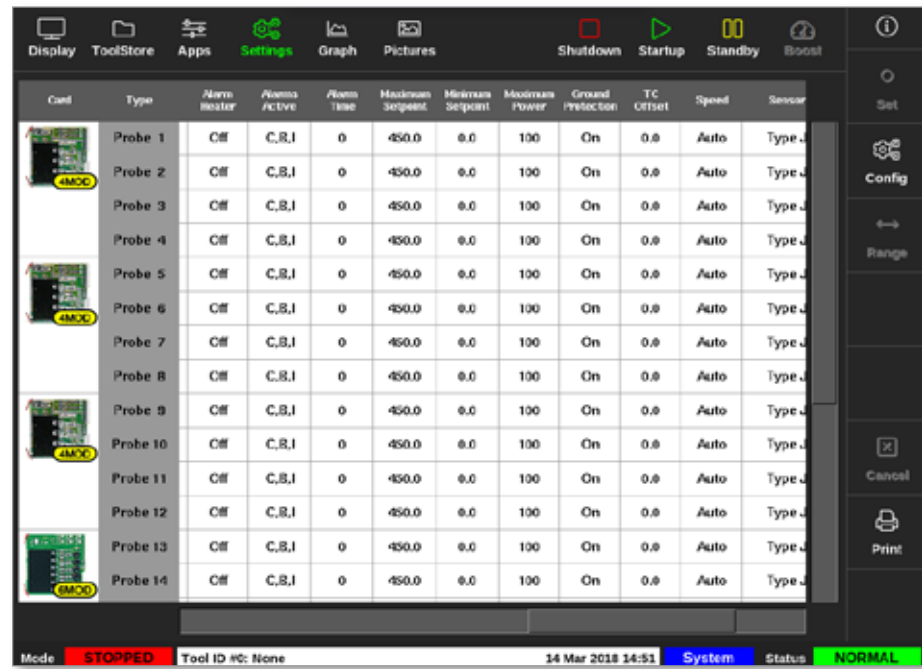 Display ToolStore Apps Settings Graph Pictures Shutdown Startup Standby Boost
Card Type Alarm Heater Alarms Active Alarm Time Maximum Setpoint Minimum Setpoint Maximum Power Ground Protection TC Offset Speed Sensor
Set
Probe 1 Off C,B,I 0 450.0 0.0 100 On 0.0 Auto Type J
4MOD Probe 2 Off C,B,I 0 450.0 0.0 100 On 0.0 Auto Type J
Config
Probe 3 Off C,B,I 0 450.0 0.0 100 On 0.0 Auto Type J
Probe 4 Off C,B,I 0 450.0 0.0 100 On 0.0 Auto Type J
Range
Probe 5 Off C,B,I 0 450.0 0.0 100 On 0.0 Auto Type J
4MOD Probe 6 Off C,B,I 0 450.0 0.0 100 On 0.0 Auto Type J
Probe 7 Off C,B,I 0 450.0 0.0 100 On 0.0 Auto Type J
Probe 8 Off C,B,I 0 450.0 0.0 100 On 0.0 Auto Type J
Probe 9 Off C,B,I 0 450.0 0.0 100 On 0.0 Auto Type J
4MOD Probe 10 Off C,B,I 0 450.0 0.0 100 On 0.0 Auto Type J
Probe 11 Off C,B,I 0 450.0 0.0 100 On 0.0 Auto Type J
Cancel
Probe 12 Off C,B,I 0 450.0 0.0 100 On 0.0 Auto Type J
Probe 13 Off C,B,I 0 450.0 0.0 100 On 0.0 Auto Type J
Print
6MOD Probe 14 Off C,B,I 0 450.0 0.0 100 On 0.0 Auto Type J
Mode STOPPED Tool ID #0: None 14 Mar 2018 14:51 System Status NORMAL